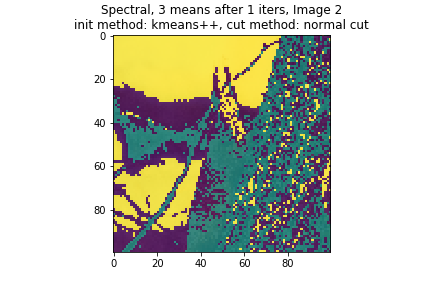 Spectral, 3 means after 1 iters, Image 2
init method: kmeans++, cut method: normal cut
0
20
40
60
80
0 20 40 60 80